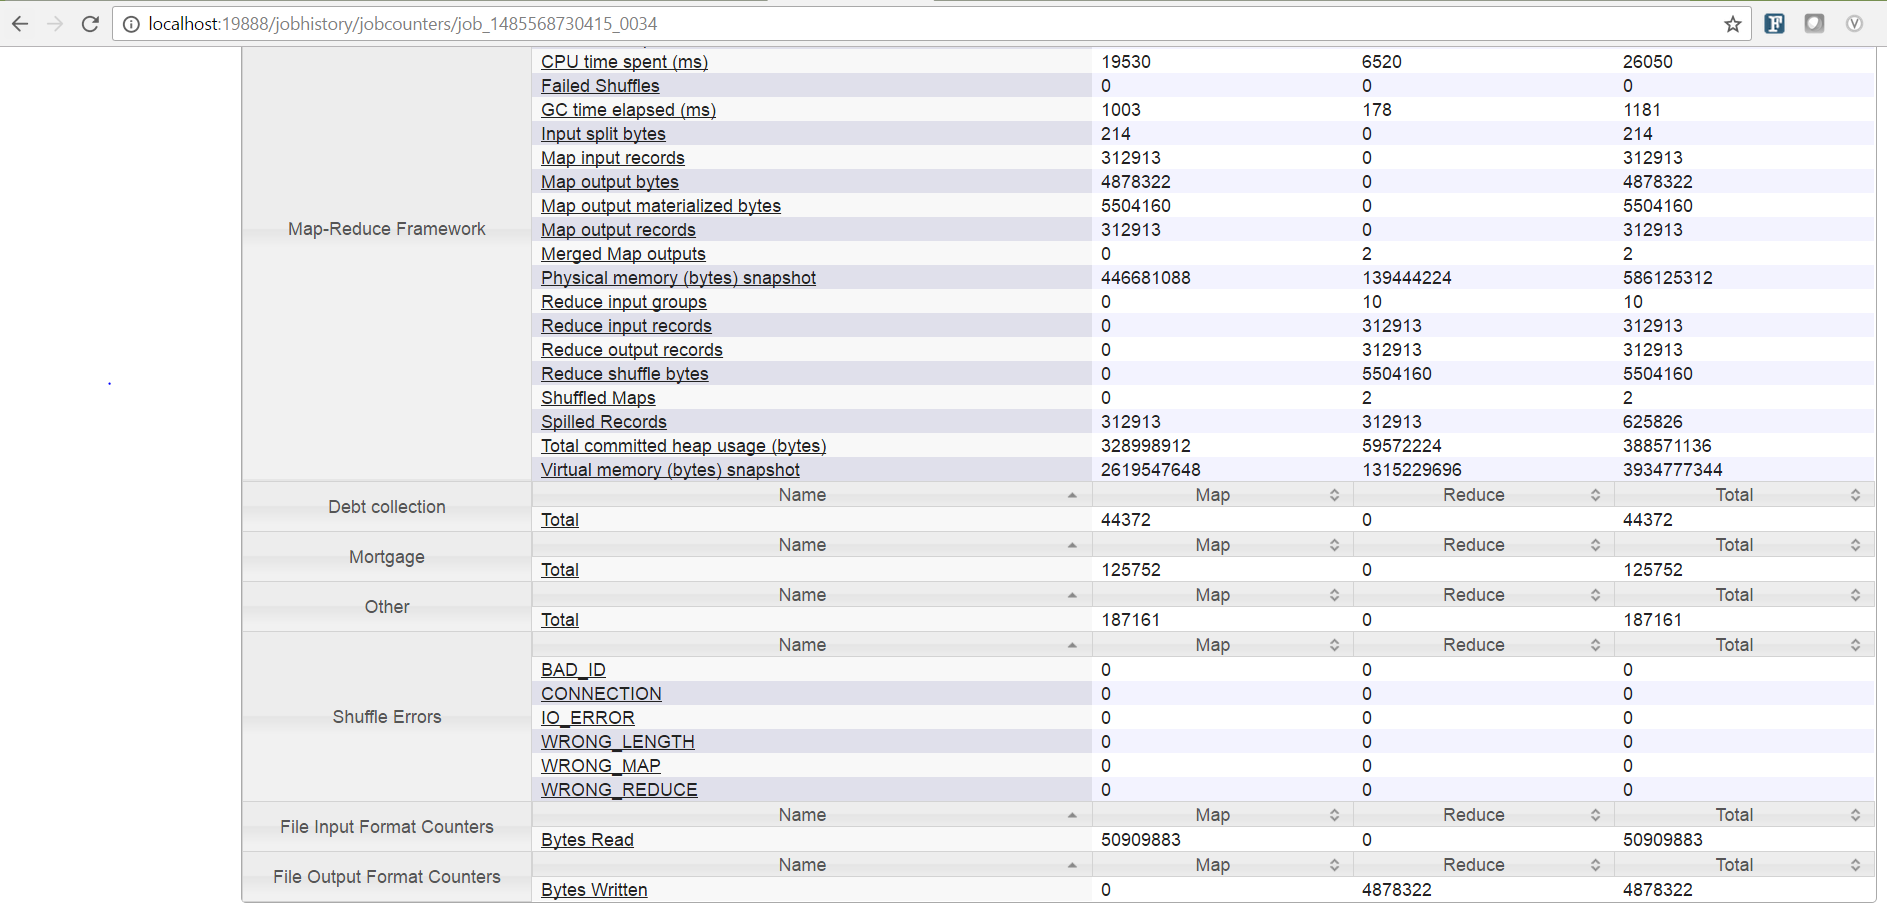 localhost:19888/jobhistory/jobcounters/job_1485568730415_0034
CPU time spent (ms) 19530 6520 26050
Failed Shuffles 0 0 0
GC time elapsed (ms) 1003 178 1181
Input split bytes 214 0 214
Map input records 312913 0 312913
Map output bytes 4878322 0 4878322
Map output materialized bytes 5504160 0 5504160
Map-Reduce Framework Map output records 312913 0 312913
Merged Map outputs 0 2 2
Physical memory (bytes) snapshot 446681088 139444224 586125312
Reduce input groups 0 10 10
Reduce input records 0 312913 312913
Reduce output records 0 312913 312913
Reduce shuffle bytes 0 5504160 5504160
Shuffled Maps 0 2 2
Spilled Records 312913 312913 625826
Total committed heap usage (bytes) 328998912 59572224 388571136
Virtual memory (bytes) snapshot 2619547648 1315229696 3934777344
Debt collection Name Map Reduce Total
Total 44372 0 44372
Mortgage Name Map Reduce Total
Total 125752 0 125752
Other Name Map Reduce Total
Total 187161 0 187161
Name Map Reduce Total
BAD_ID 0 0 0
CONNECTION 0 0 0
Shuffle Errors IO_ERROR 0 0 0
WRONG_LENGTH 0 0 0
WRONG_MAP 0 0 0
WRONG_REDUCE 0 0 0
File Input Format Counters Name Map Reduce Total
Bytes Read 50909883 0 50909883
File Output Format Counters Name Map Reduce Total
Bytes Written 0 4878322 4878322